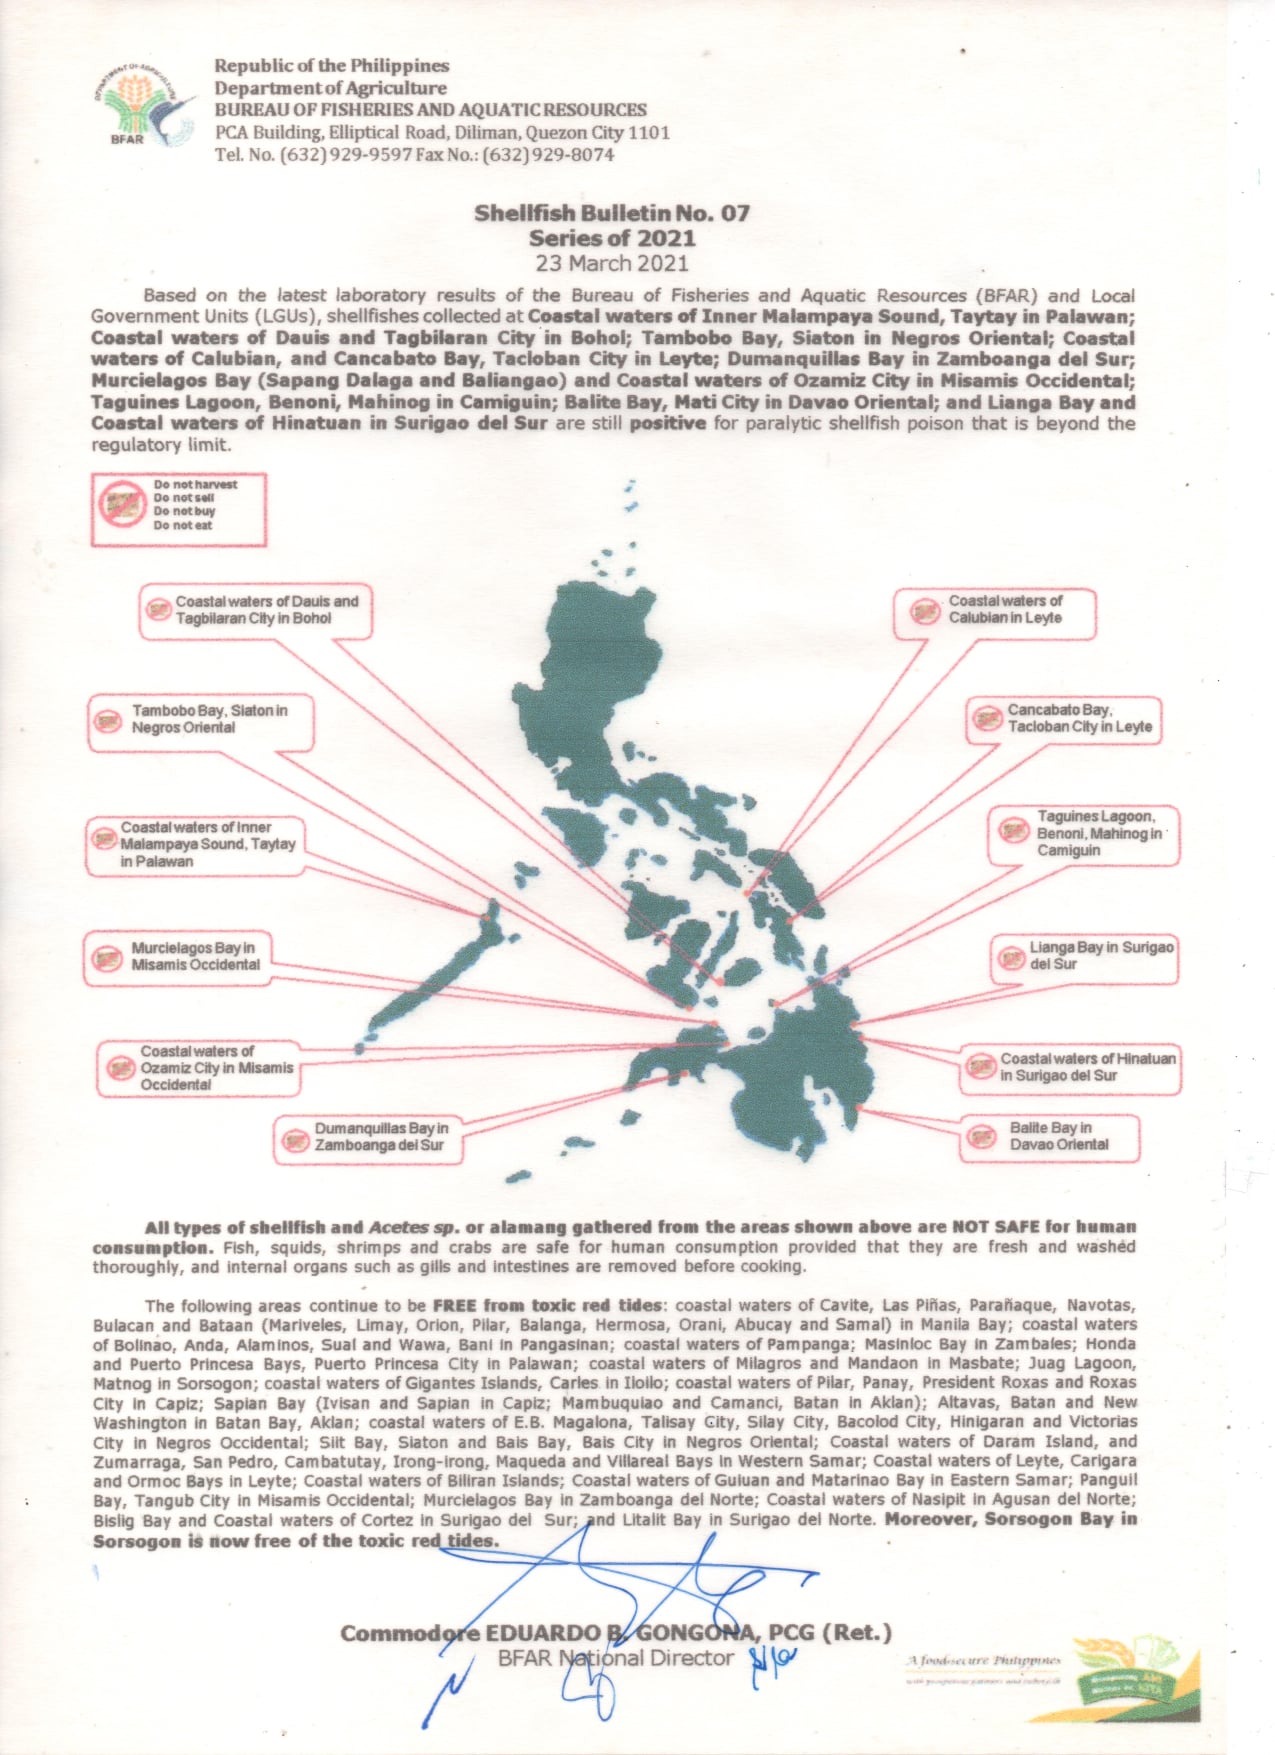 Republic of the Philippines
Department of Agriculture
BUREAU OF FISHERIES AND AQUATIC RESOURCES
PCA Building, Elliptical Road, Diliman, Quezon City 1101
Tel. No. (632) 929-9597 Fax No.: (632) 929-8074
DEPARTMENT OF AGRICULTURE
BFAR
Shellfish Bulletin No. 07
Series of 2021
23 March 2021
Based on the latest laboratory results of the Bureau of Fisheries and Aquatic Resources (BFAR) and Local
Government Units (LGUs), shellfishes collected at Coastal waters of Inner Malampaya Sound, Taytay in Palawan;
Coastal waters of Dauis and Tagbilaran City in Bohol; Tambobo Bay, Siaton in Negros Oriental; Coastal
waters of Calubian, and Cancabato Bay, Tacloban City in Leyte; Dumanquillas Bay in Zamboanga del Sur;
Murcielagos Bay (Sapang Dalaga and Baliangao) and Coastal waters of Ozamiz City in Misamis Occidental;
Taguines Lagoon, Benoni, Mahinog in Camiguin; Balite Bay, Mati City in Davao Oriental; and Lianga Bay and
Coastal waters of Hinatuan in Surigao del Sur are still positive for paralytic shellfish poison that is beyond the
regulatory limit.
Do not harvest
Do not sell
Do not buy
Do not eat
Coastal waters of Dauis and
Tagbilaran City in Bohol
Coastal waters of
Calubian in Leyte
Tambobo Bay, Siaton in
Negros Oriental
Cancabato Bay,
Tacloban City in Leyte
Coastal waters of Inner
Malampaya Sound, Taytay
in Palawan
Taguines Lagoon,
Benoni, Mahinog in
Camiguin
Murcielagos Bay in
Misamis Occidental
Lianga Bay in Surigao
del Sur
Coastal waters of
Ozamiz City in Misamis
Occidental
Coastal waters of Hinatuan
in Surigao del Sur
Dumanquillas Bay in
Zamboanga del Sur
Balite Bay in
Davao Oriental
All types of shellfish and Acetes sp. or alamang gathered from the areas shown above are NOT SAFE for human
consumption. Fish, squids, shrimps and crabs are safe for human consumption provided that they are fresh and washed
thoroughly, and internal organs such as gills and intestines are removed before cooking.
The following areas continue to be FREE from toxic red tides: coastal waters of Cavite, Las Piñas, Parañaque, Navotas,
Bulacan and Bataan (Mariveles, Limay, Orion, Pilar, Balanga, Hermosa, Orani, Abucay and Samal) in Manila Bay; coastal waters
of Bolinao, Anda, Alaminos, Sual and Wawa, Bani in Pangasinan; coastal waters of Pampanga; Masinloc Bay in Zambales; Honda
and Puerto Princesa Bays, Puerto Princesa City in Palawan; coastal waters of Milagros and Mandaon in Masbate; Juag Lagoon,
Matnog in Sorsogon; coastal waters of Gigantes Islands, Carles in Iloilo; coastal waters of Pilar, Panay, President Roxas and Roxas
City in Capiz; Sapian Bay (Ivisan and Sapian in Capiz; Mambuquiao and Camanci, Batan in Aklan); Altavas, Batan and New
Washington in Batan Bay, Aklan; coastal waters of E.B. Magalona, Talisay City, Silay City, Bacolod City, Hinigaran and Victorias
City in Negros Occidental; Siit Bay, Siaton and Bais Bay, Bais City in Negros Oriental; Coastal waters of Daram Island, and
Zumarraga, San Pedro, Cambatutay, Irong-irong, Maqueda and Villareal Bays in Western Samar; Coastal waters of Leyte, Carigara
and Ormoc Bays in Leyte; Coastal waters of Biliran Islands; Coastal waters of Guiuan and Matarinao Bay in Eastern Samar; Panguil
Bay, Tangub City in Misamis Occidental; Murcielagos Bay in Zamboanga del Norte; Coastal waters of Nasipit in Agusan del Norte;
Bislig Bay and Coastal waters of Cortez in Surigao del Sur; and Litalit Bay in Surigao del Norte. Moreover, Sorsogon Bay in
Sorsogon is now free of the toxic red tides.
Commodore EDUARDO B. GONGONA, PCG (Ret.)
BFAR National Director
A food-secure Philippines
with prosperous farmers and fisherfolk